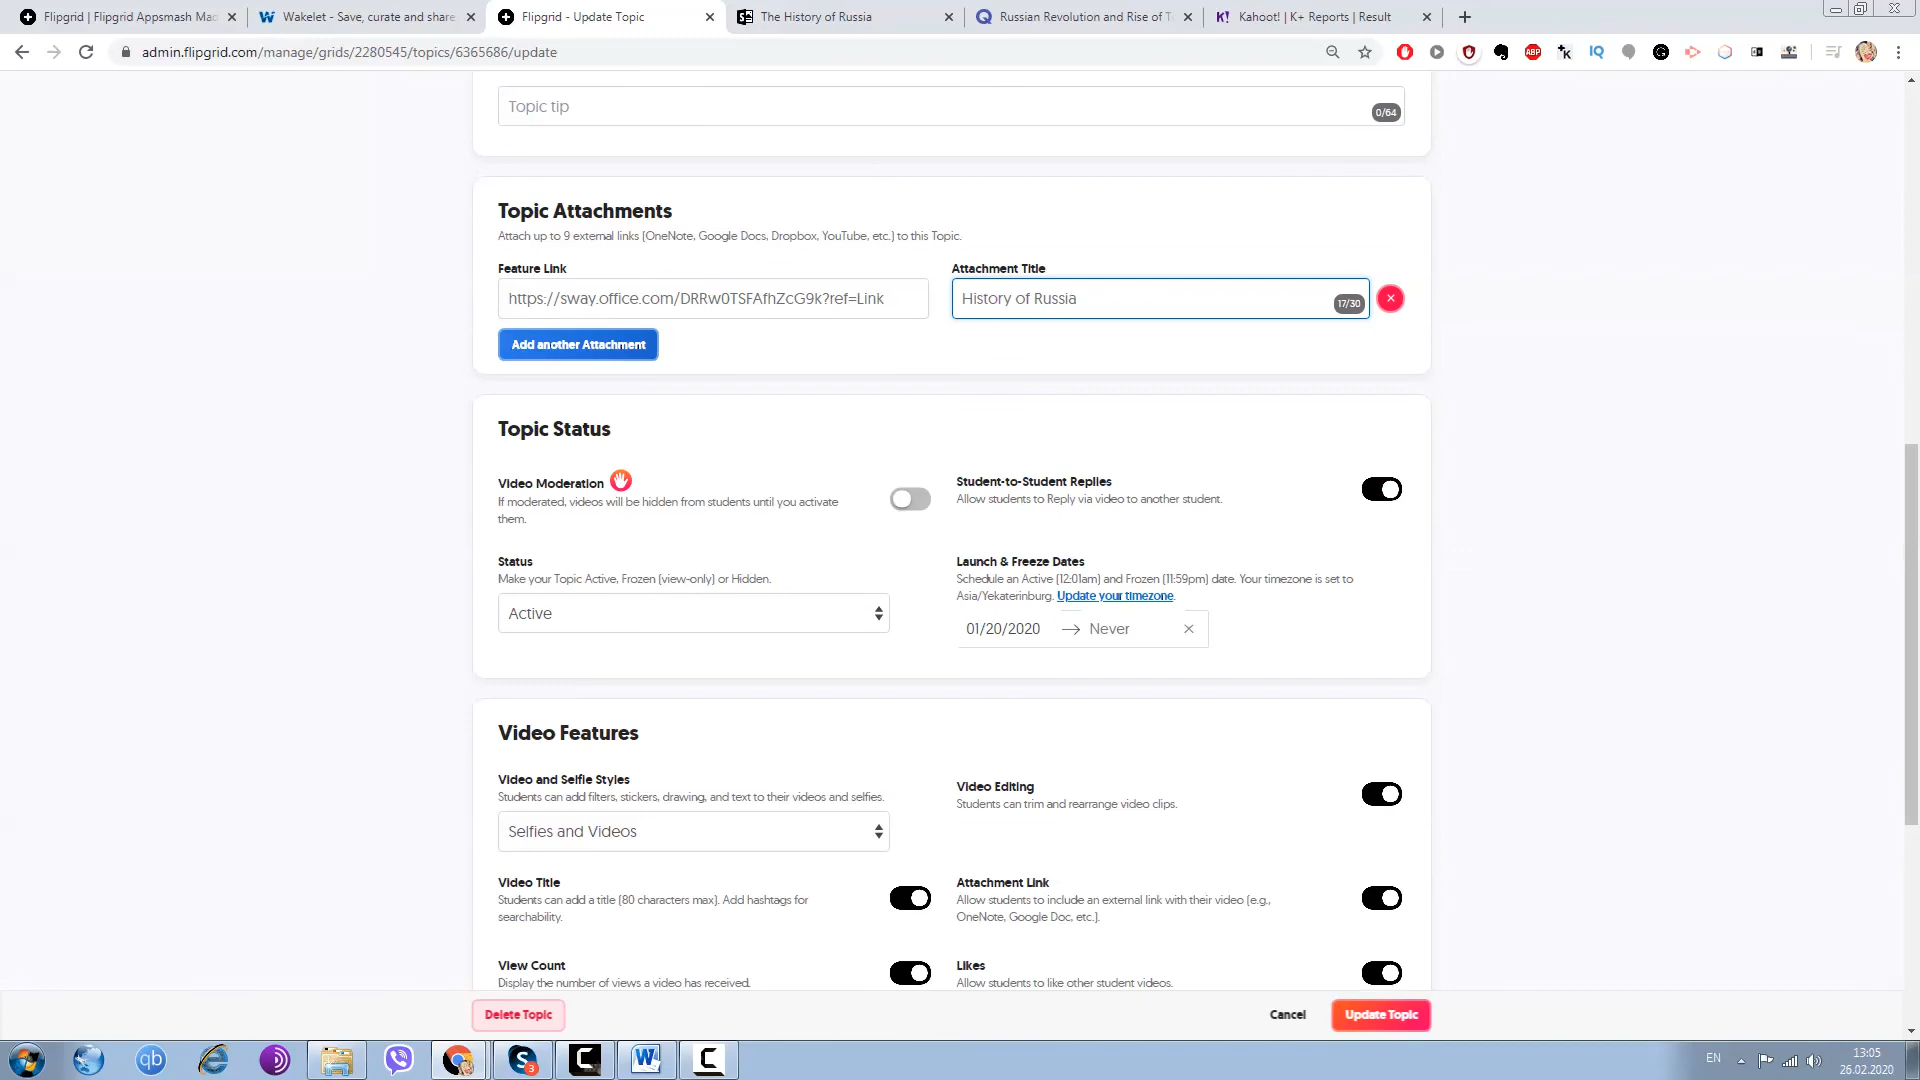 Flipgrid | Flipgrid Appsmash Mad
Wakelet - Save, curate and share
Flipgrid - Update Topic
The History of Russia
Russian Revolution and Rise of T
K! Kahoot! | K+ Reports | Result
admin.flipgrid.com/manage/grids/2280545/topics/6365686/update
Topic tip
0/64
Topic Attachments
Attach up to 9 external links (OneNote, Google Docs, Dropbox, YouTube, etc.) to this Topic.
Feature Link
Attachment Title
https://sway.office.com/DRRw0TSFAfhZcG9k?ref=Link
History of Russia
17/30
Add another Attachment
Topic Status
Video Moderation
If moderated, videos will be hidden from students until you activate
them.
Student-to-Student Replies
Allow students to Reply via video to another student.
Status
Make your Topic Active, Frozen (view-only) or Hidden.
Active
Launch & Freeze Dates
Schedule an Active (12:01am) and Frozen (11:59pm) date. Your timezone is set to
Asia/Yekaterinburg. Update your timezone.
01/20/2020 → Never
Video Features
Video and Selfie Styles
Students can add filters, stickers, drawing, and text to their videos and selfies.
Selfies and Videos
Video Editing
Students can trim and rearrange video clips.
Video Title
Students can add a title (80 characters max). Add hashtags for
searchability.
Attachment Link
Allow students to include an external link with their video (e.g.,
OneNote, Google Doc, etc.).
View Count
Display the number of views a video has received.
Likes
Allow students to like other student videos.
Delete Topic
Cancel
Update Topic
EN
13:05
26.02.2020